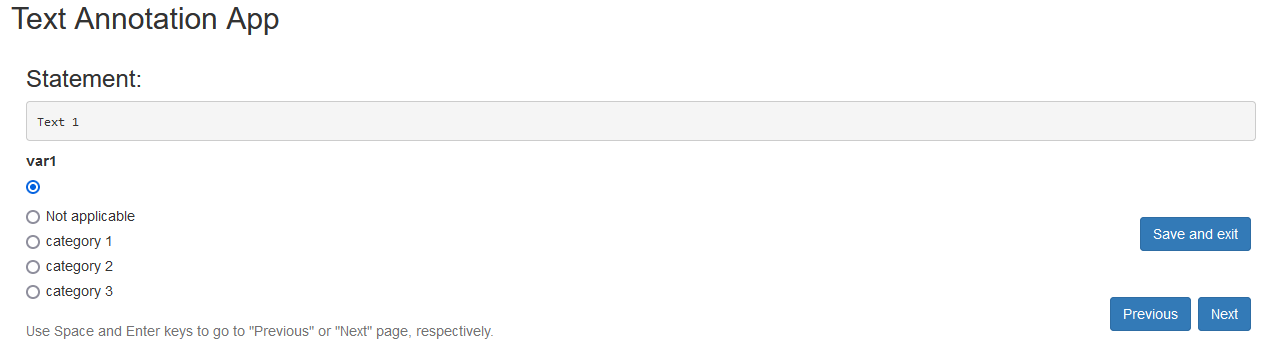 Text Annotation App
Statement:
Text 1
var1
Not applicable
category 1
category 2
category 3
Save and exit
Previous
Next
Use Space and Enter keys to go to "Previous" or "Next" page, respectively.